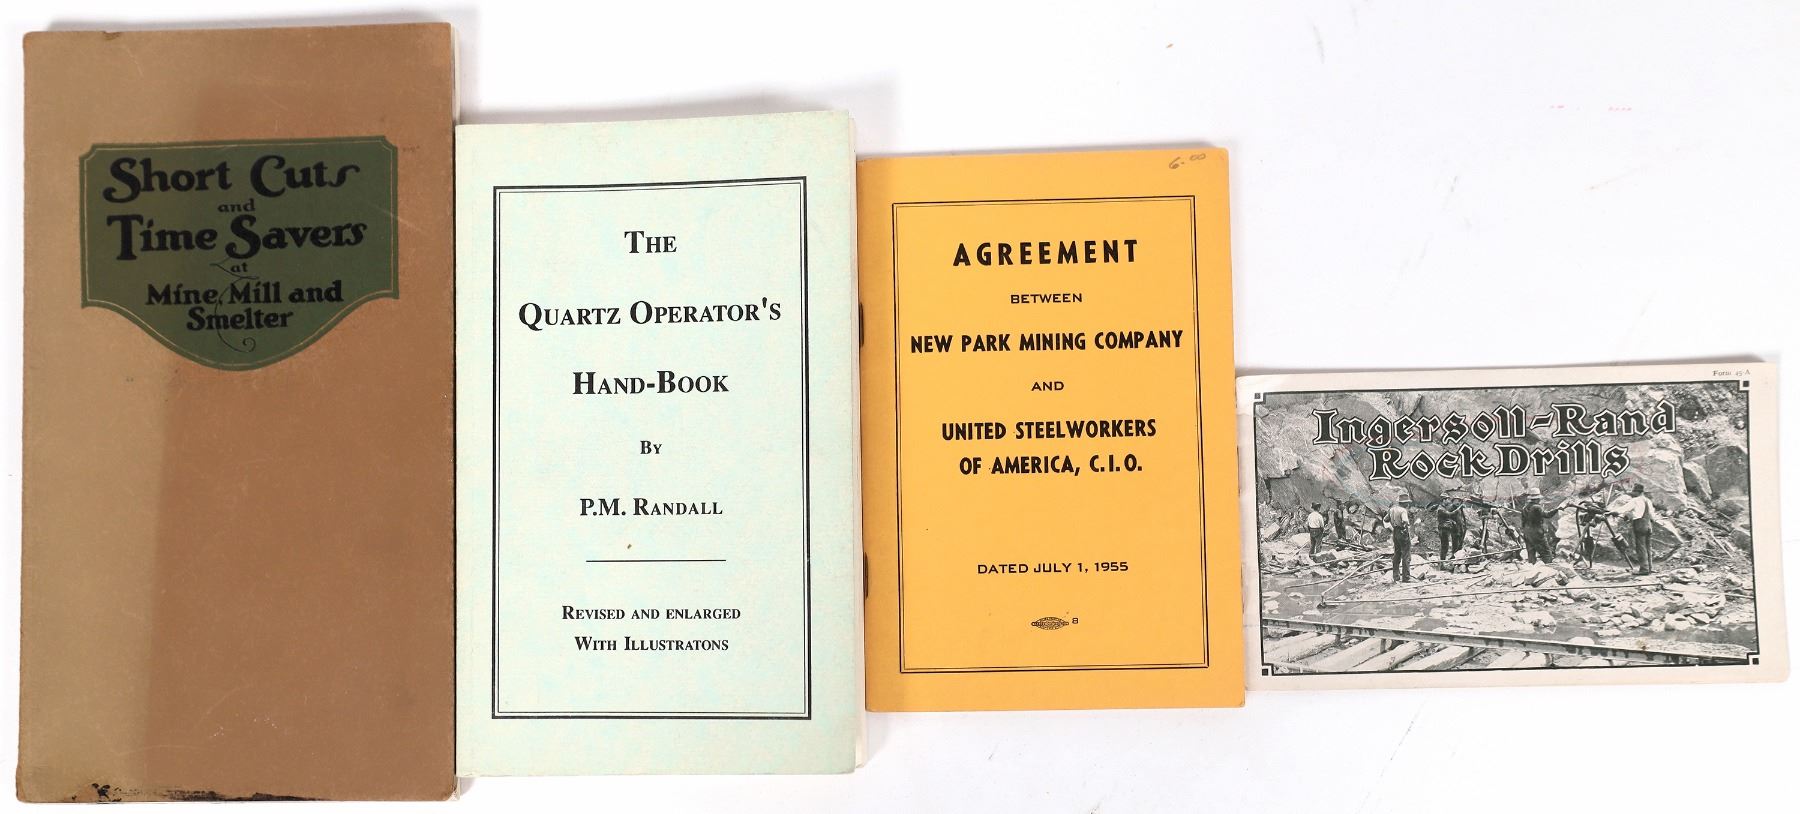 Short Cuts
and
Time Savers
at
Mine, Mill and
Smelter
The
Quartz Operator's
Hand-Book
By
P.M. Randall
Revised and enlarged
With Illustratons
6.00
AGREEMENT
BETWEEN
NEW PARK MINING COMPANY
AND
UNITED STEELWORKERS
OF AMERICA, C.I.O.
DATED JULY 1, 1955
8
Form 45-A
Ingersoll-Rand
Rock Drills